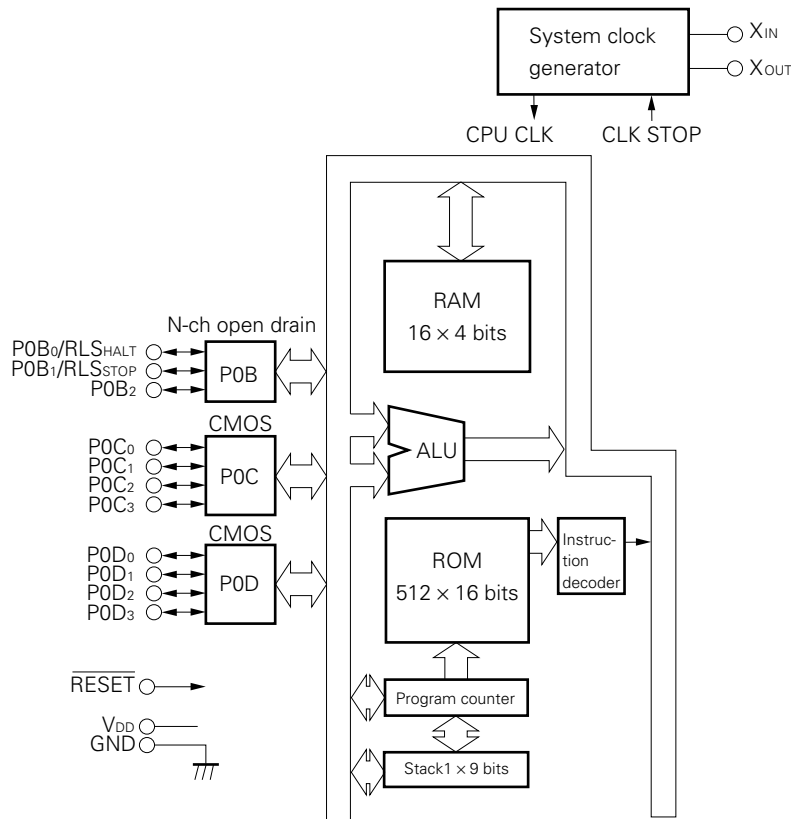 System clock
generator
XIN
XOUT
CPU CLK
CLK STOP
RAM
16 × 4 bits
N-ch open drain
P0B0/RLSHALT
P0B1/RLSSTOP
P0B2
P0B
CMOS
P0C0
P0C1
P0C2
P0C3
P0C
ALU
CMOS
P0D0
P0D1
P0D2
P0D3
P0D
ROM
512 × 16 bits
Instruc-
tion
decoder
RESET
Program counter
VDD
GND
Stack1 × 9 bits